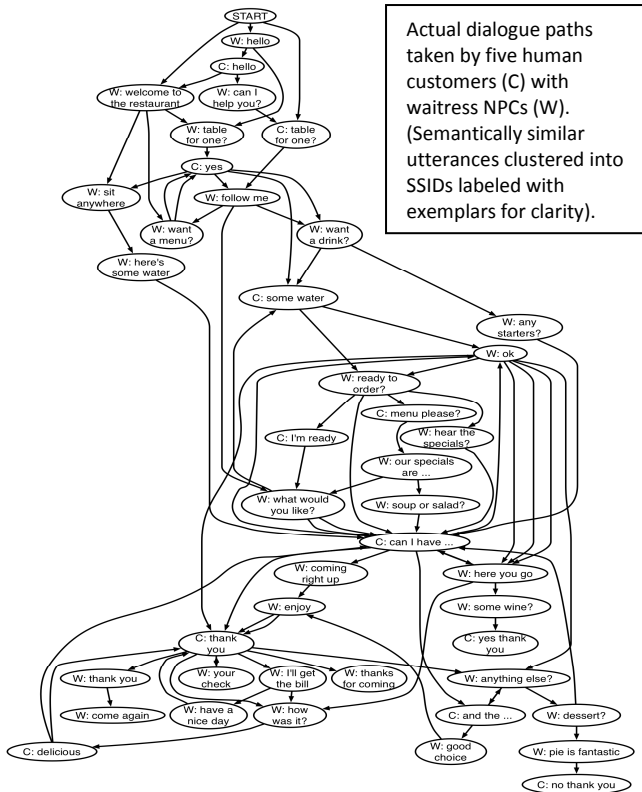 START
W: hello
C: hello
W: welcome to
the restaurant
W: can I
help you?
W: table
for one?
C: table
for one?
C: yes
W: sit
anywhere
W: follow me
W: want
a menu?
W: want
a drink?
W: here's
some water
C: some water
W: any
starters?
W: ok
W: ready to
order?
C: menu please?
C: I'm ready
W: hear the
specials?
W: our specials
are ...
W: what would
you like?
W: soup or salad?
C: can I have ...
W: coming
right up
W: here you go
W: enjoy
W: some wine?
C: thank
you
C: yes thank
you
W: thank you
W: your
check
W: I'll get
the bill
W: thanks
for coming
W: anything else?
W: come again
W: have a
nice day
W: how
was it?
C: and the ...
W: dessert?
C: delicious
W: good
choice
W: pie is fantastic
C: no thank you
Actual dialogue paths
taken by five human
customers (C) with
waitress NPCs (W).
(Semantically similar
utterances clustered into
SSIDs labeled with
exemplars for clarity).